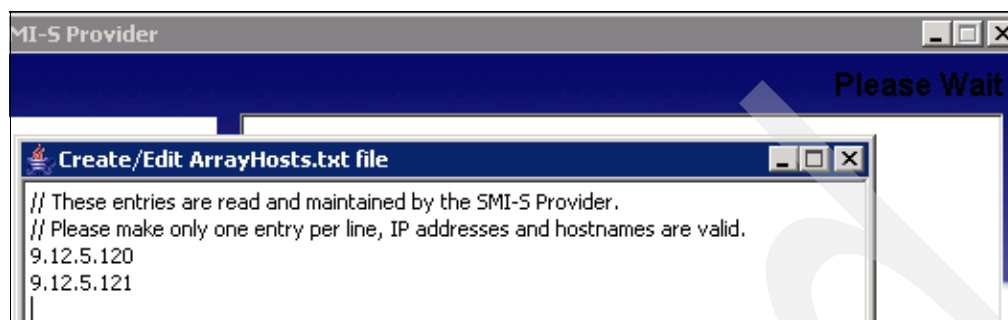 MI-S Provider
Please Wait
Create/Edit ArrayHosts.txt file
// These entries are read and maintained by the SMI-S Provider.
// Please make only one entry per line, IP addresses and hostnames are valid.
9.12.5.120
9.12.5.121